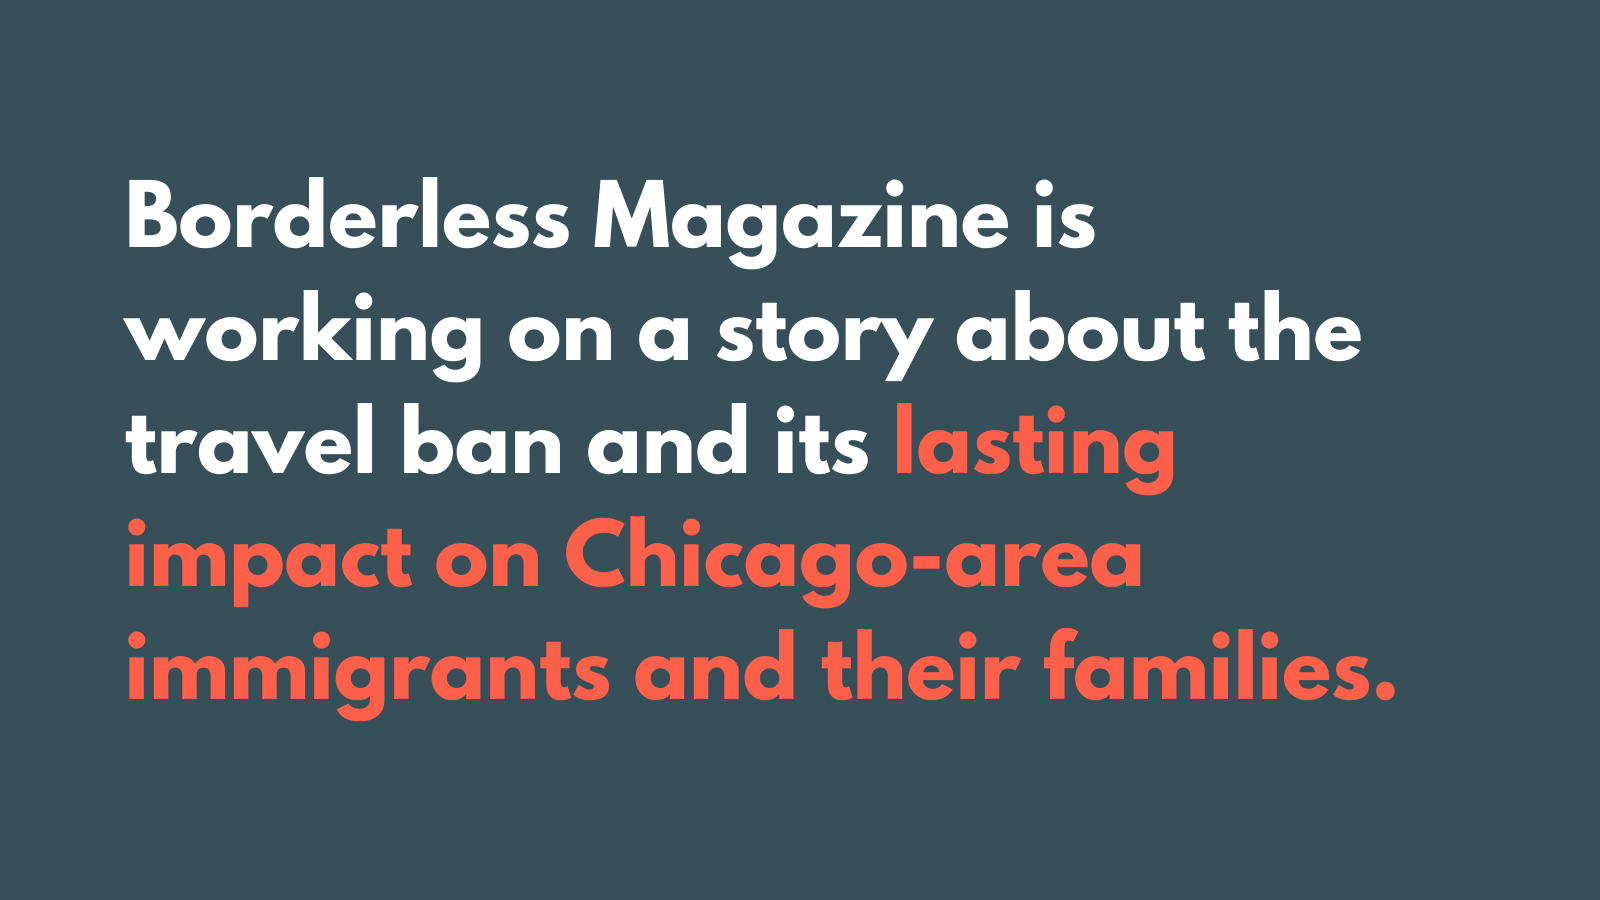 Borderless Magazine is
working on a story about the
travel ban and its lasting
impact on Chicago-area
immigrants and their families.